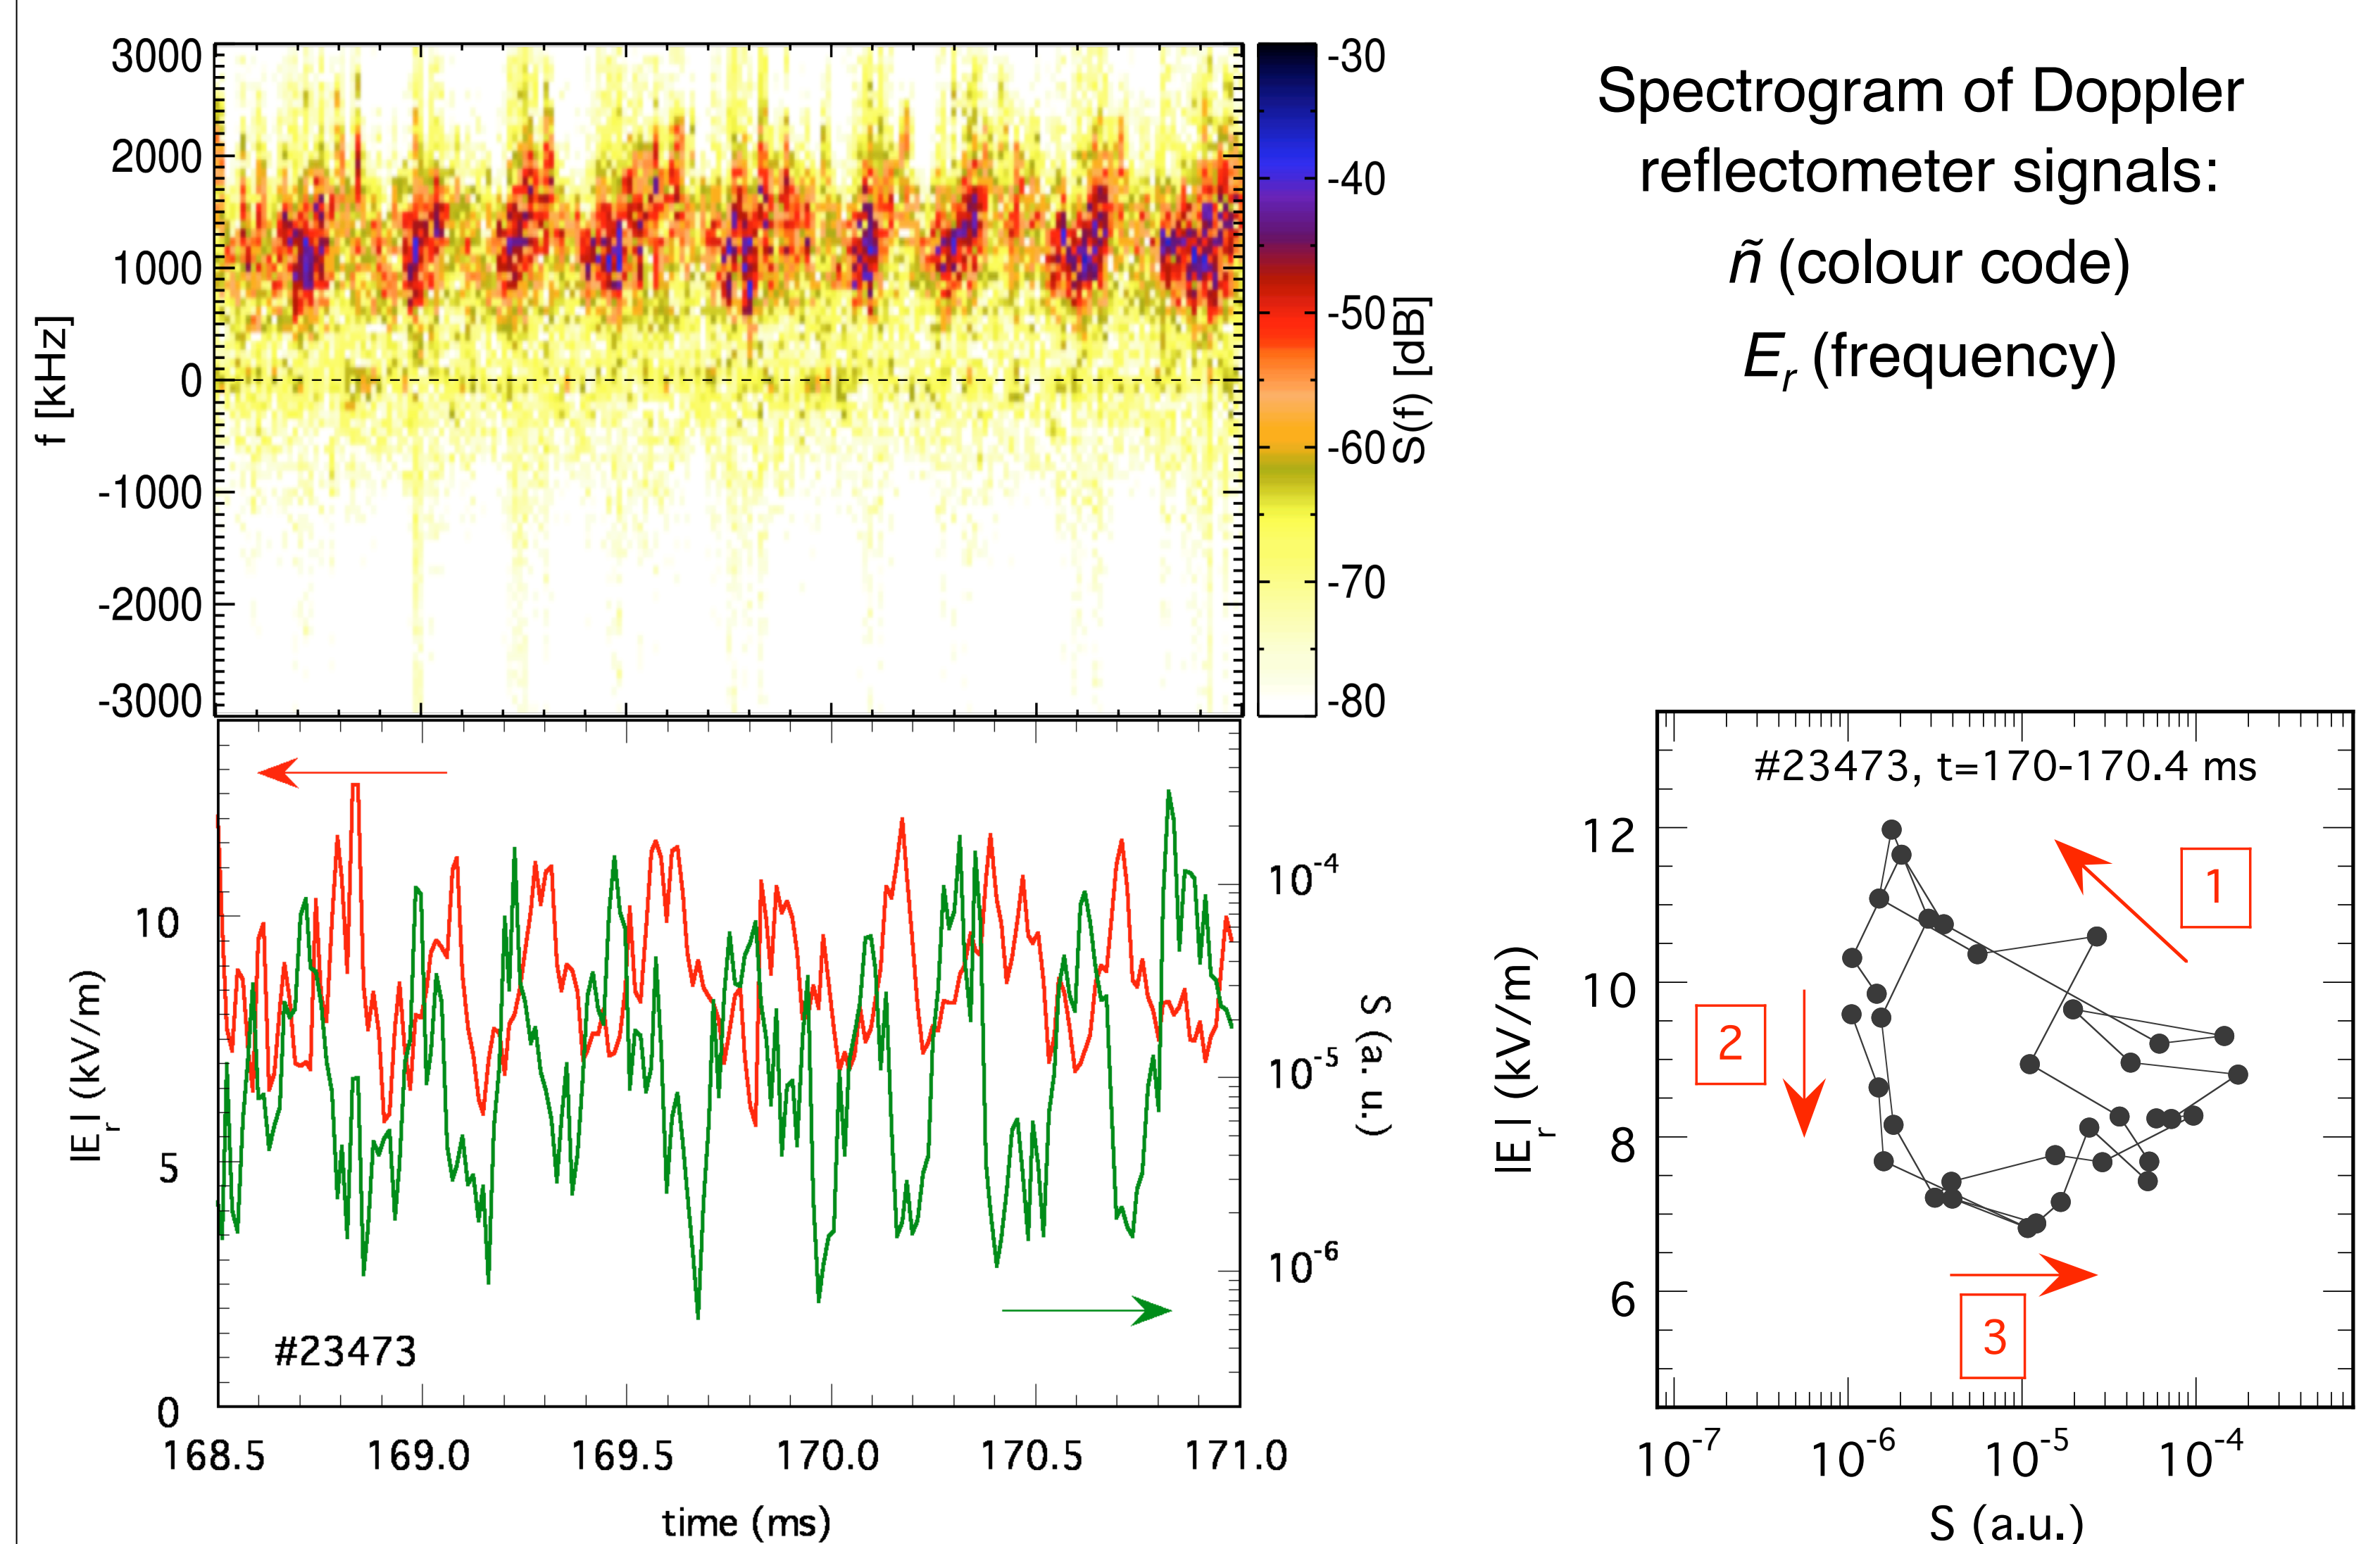 Spectrogram of Doppler
reflectometer signals:
ñ (colour code)
Er (frequency)
3000
2000
1000
0
-1000
-2000
-3000
f [kHz]
-30
-40
-50
-60
-70
-80
S(f) [dB]
10
5
0
|Er| (kV/m)
10-4
10-5
10-6
S (a. u.)
#23473
168.5 169.0 169.5 170.0 170.5 171.0
time (ms)
#23473, t=170-170.4 ms
12
10
8
6
|Er| (kV/m)
1
2
3
10-7 10-6 10-5 10-4
S (a.u.)